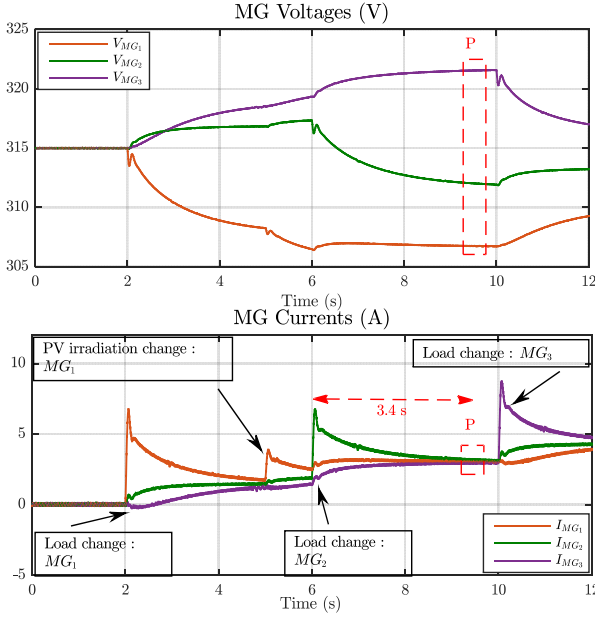 MG Voltages (V)
325
320
315
310
305
V_{MG_1}
V_{MG_2}
V_{MG_3}
P
0 2 4 6 8 10 12
Time (s)
MG Currents (A)
10
5
0
-5
PV irradiation change :
MG_1
Load change : MG_3
3.4 s
P
Load change :
MG_1
Load change :
MG_2
I_{MG_1}
I_{MG_2}
I_{MG_3}
0 2 4 6 8 10 12
Time (s)